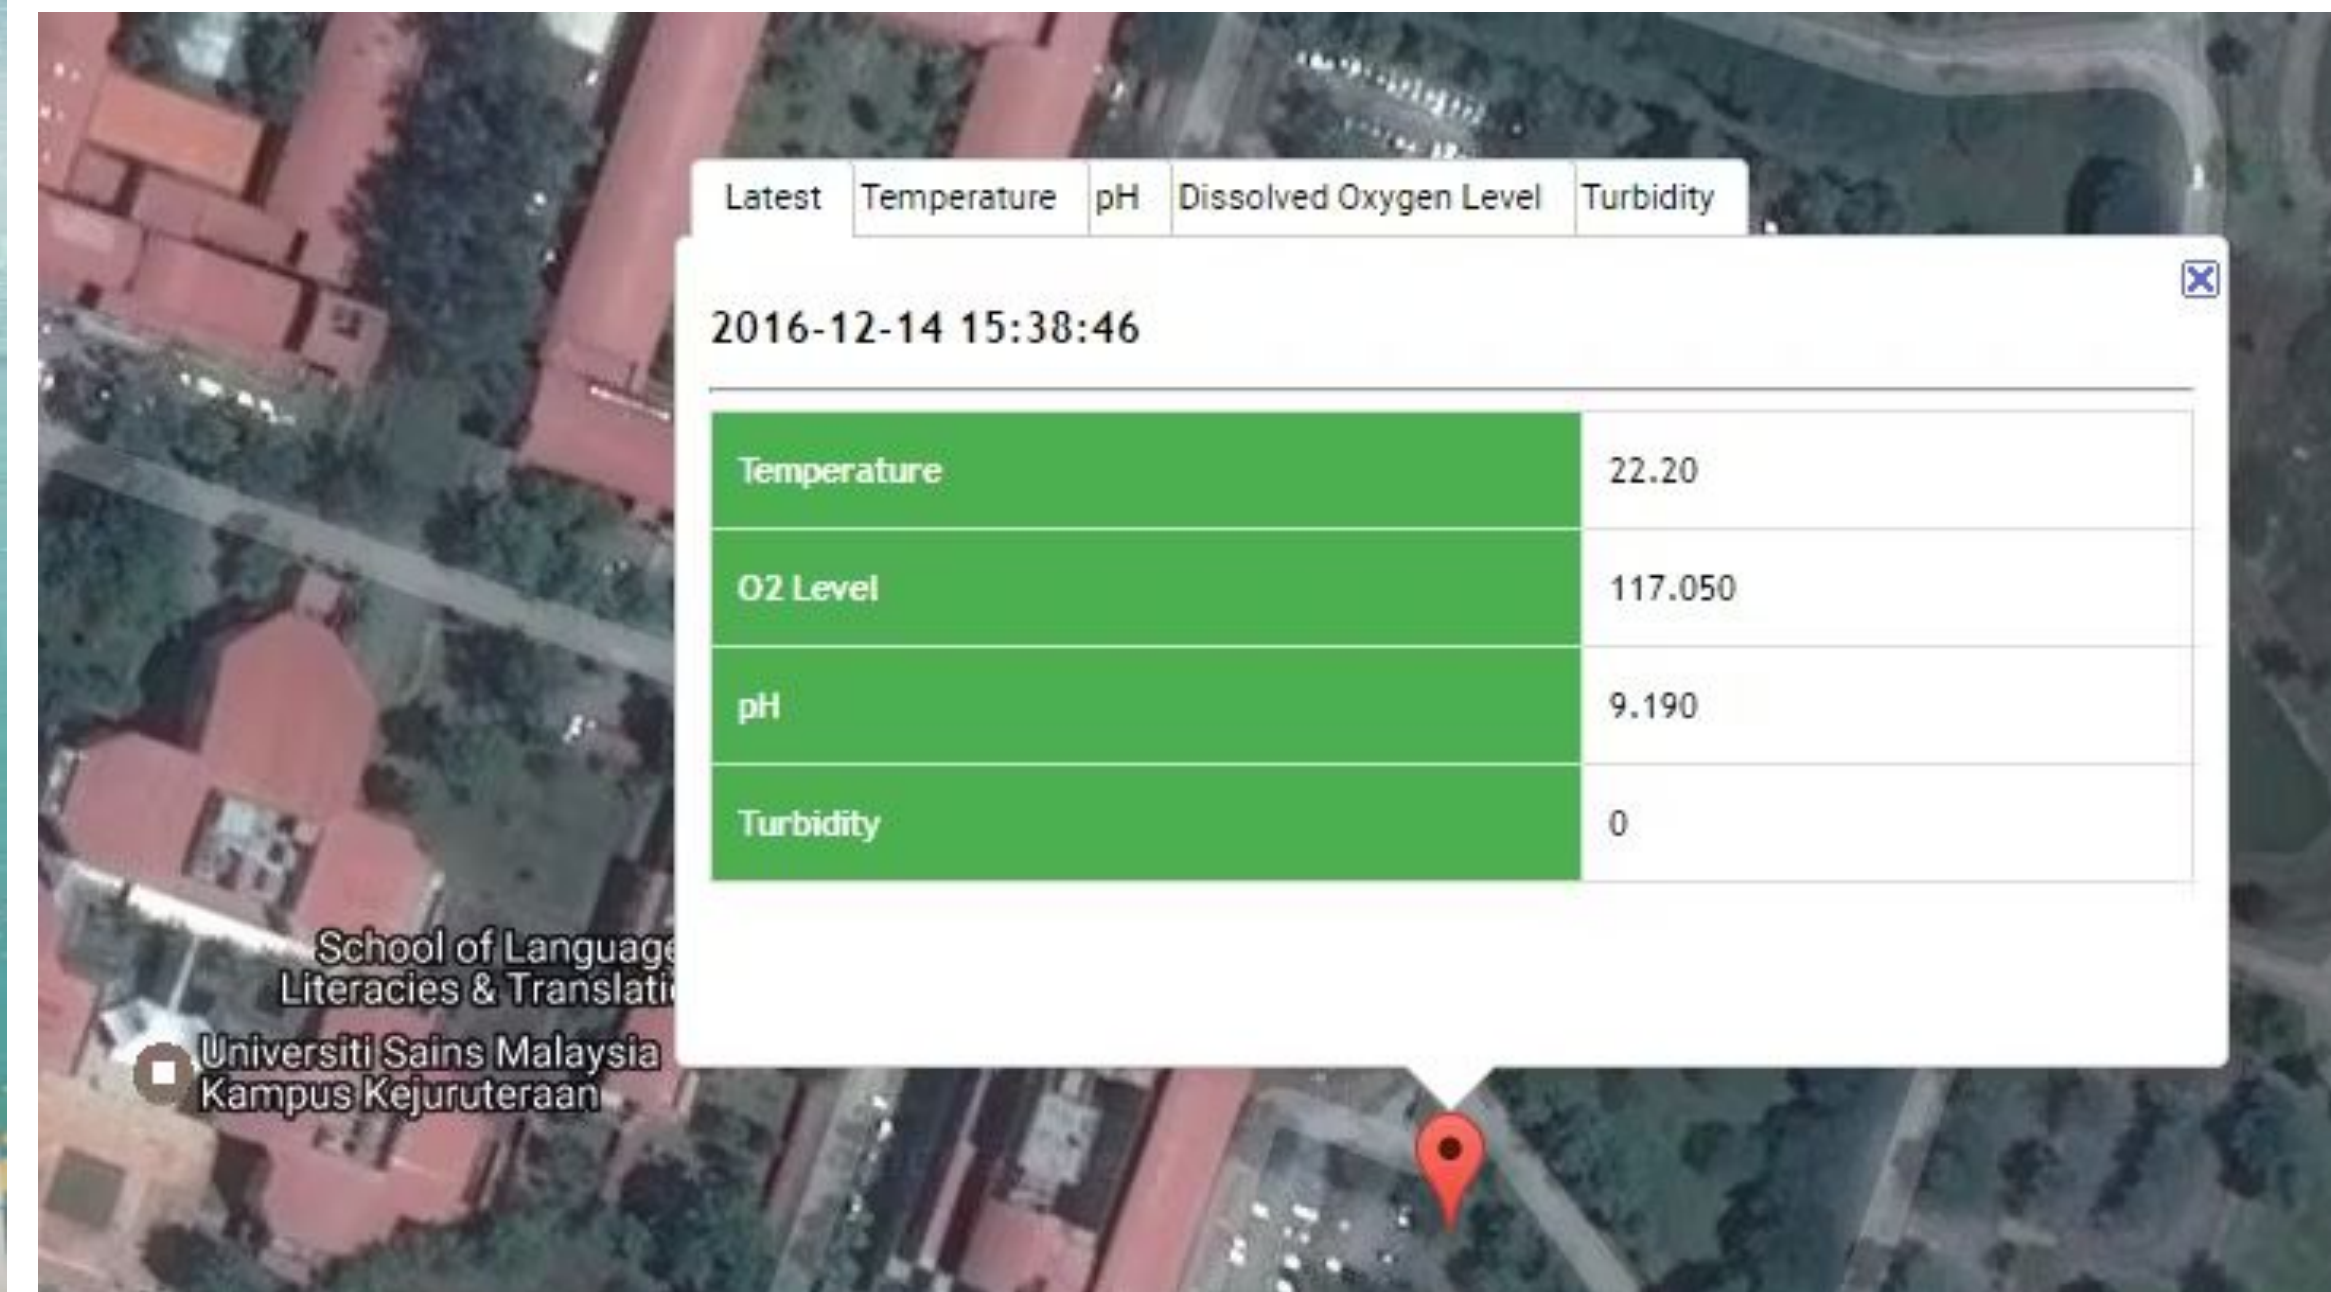 Latest Temperature pH Dissolved Oxygen Level Turbidity
2016-12-14 15:38:46
Temperature 22.20
O2 Level 117.050
pH 9.190
Turbidity 0
School of Language
Literacies & Translati
Universiti Sains Malaysia
Kampus Kejuruteraan